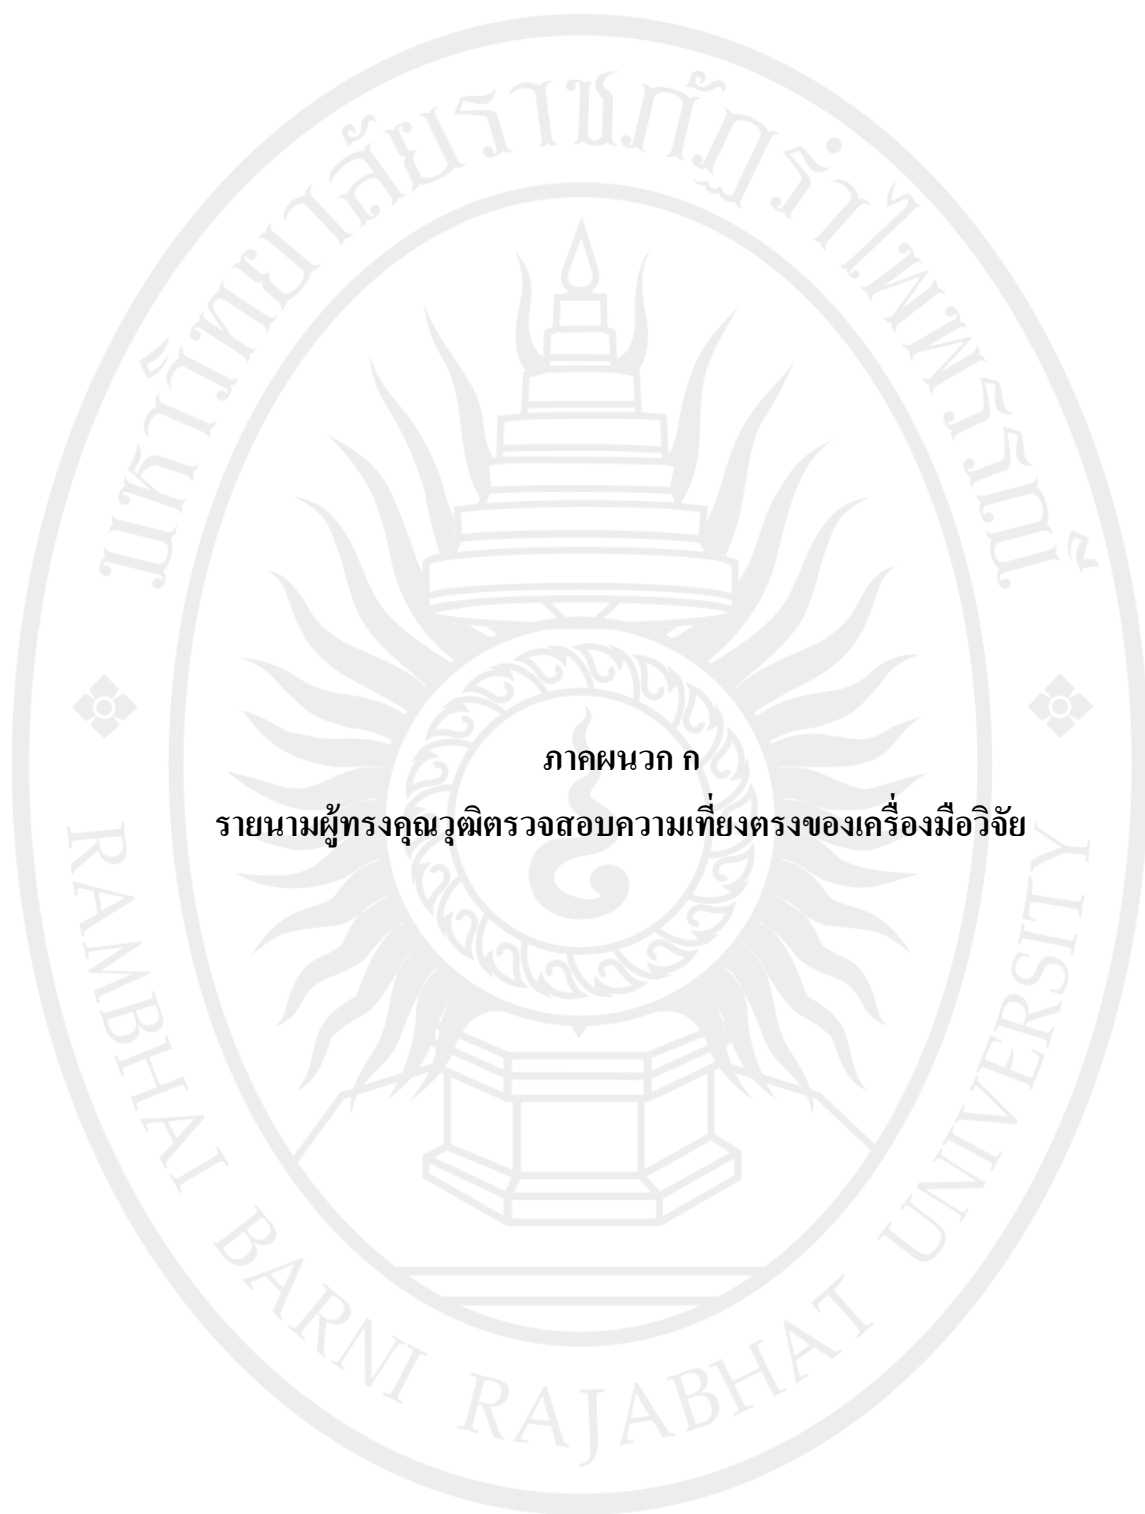 มหาวิทยาลัยราชภัฏรำไพพรรณี
ภาคผนวก ก
รายนามผู้ทรงคุณวุฒิตรวจสอบความเที่ยงตรงของเครื่องมือวิจัย
RAMBHAI BARNI RAJABHAT UNIVERSITY